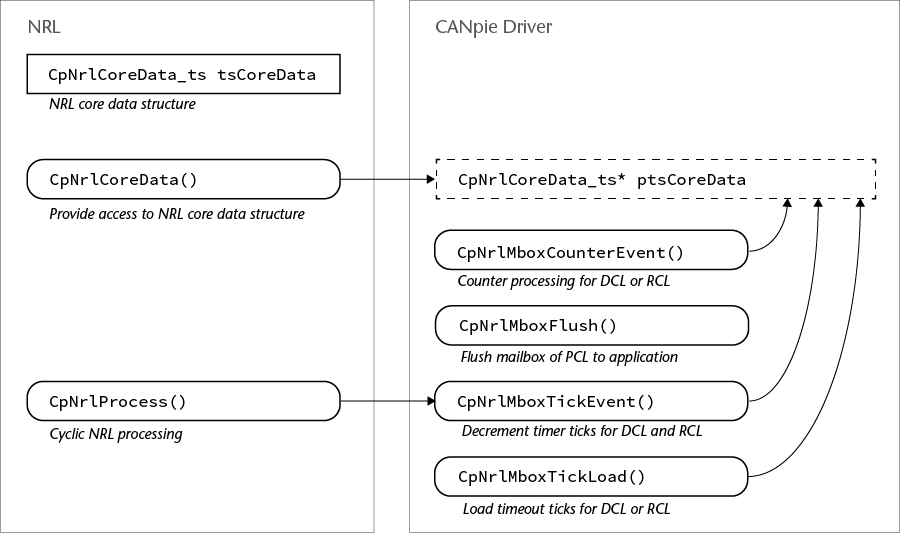 NRL
CpNrlCoreData_ts tsCoreData
NRL core data structure
CpNrlCoreData()
Provide access to NRL core data structure
CpNrlProcess()
Cyclic NRL processing
CANpie Driver
CpNrlCoreData_ts* ptsCoreData
CpNrlMboxCounterEvent()
Counter processing for DCL or RCL
CpNrlMboxFlush()
Flush mailbox of PCL to application
CpNrlMboxTickEvent()
Decrement timer ticks for DCL and RCL
CpNrlMboxTickLoad()
Load timeout ticks for DCL or RCL